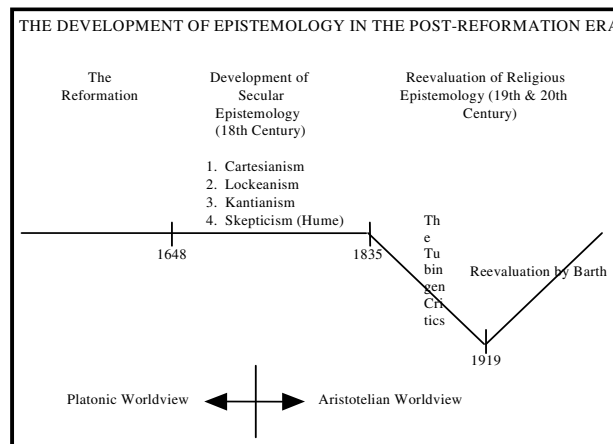 THE DEVELOPMENT OF EPISTEMOLOGY IN THE POST-REFORMATION ERA
The
Reformation
Development of
Secular
Epistemology
(18th Century)
Reevaluation of Religious
Epistemology (19th & 20th
Century)
1. Cartesianism
2. Lockeanism
3. Kantianism
4. Skepticism (Hume)
Th
e
Tu
bin
gen
Cri
tics
1648
1835
Reevaluation by Barth
1919
Platonic Worldview
Aristotelian Worldview